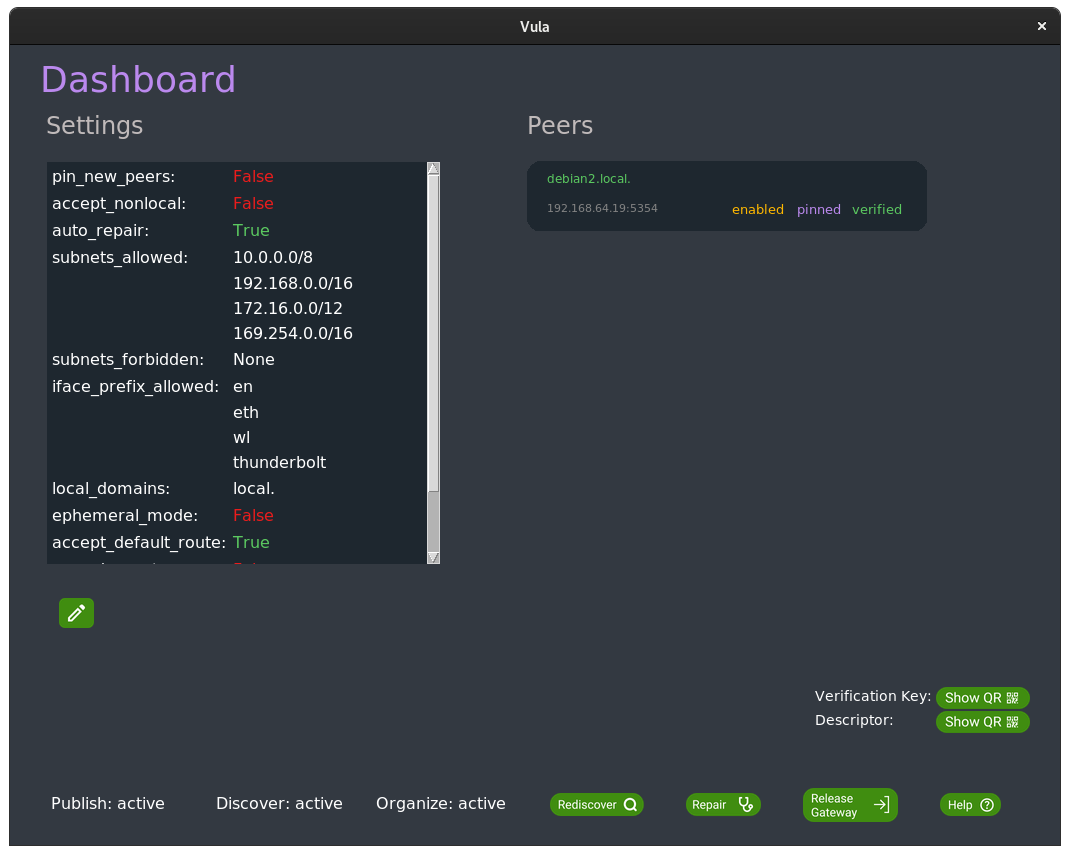 Vula
Dashboard
Settings
pin_new_peers: False
accept_nonlocal: False
auto_repair: True
subnets_allowed: 10.0.0.0/8
192.168.0.0/16
172.16.0.0/12
169.254.0.0/16
subnets_forbidden: None
iface_prefix_allowed: en
eth
wl
thunderbolt
local_domains: local.
ephemeral_mode: False
accept_default_route: True
Peers
debian2.local.
192.168.64.19:5354 enabled pinned verified
Verification Key: Show QR
Descriptor: Show QR
Publish: active Discover: active Organize: active Rediscover Repair Release Gateway Help